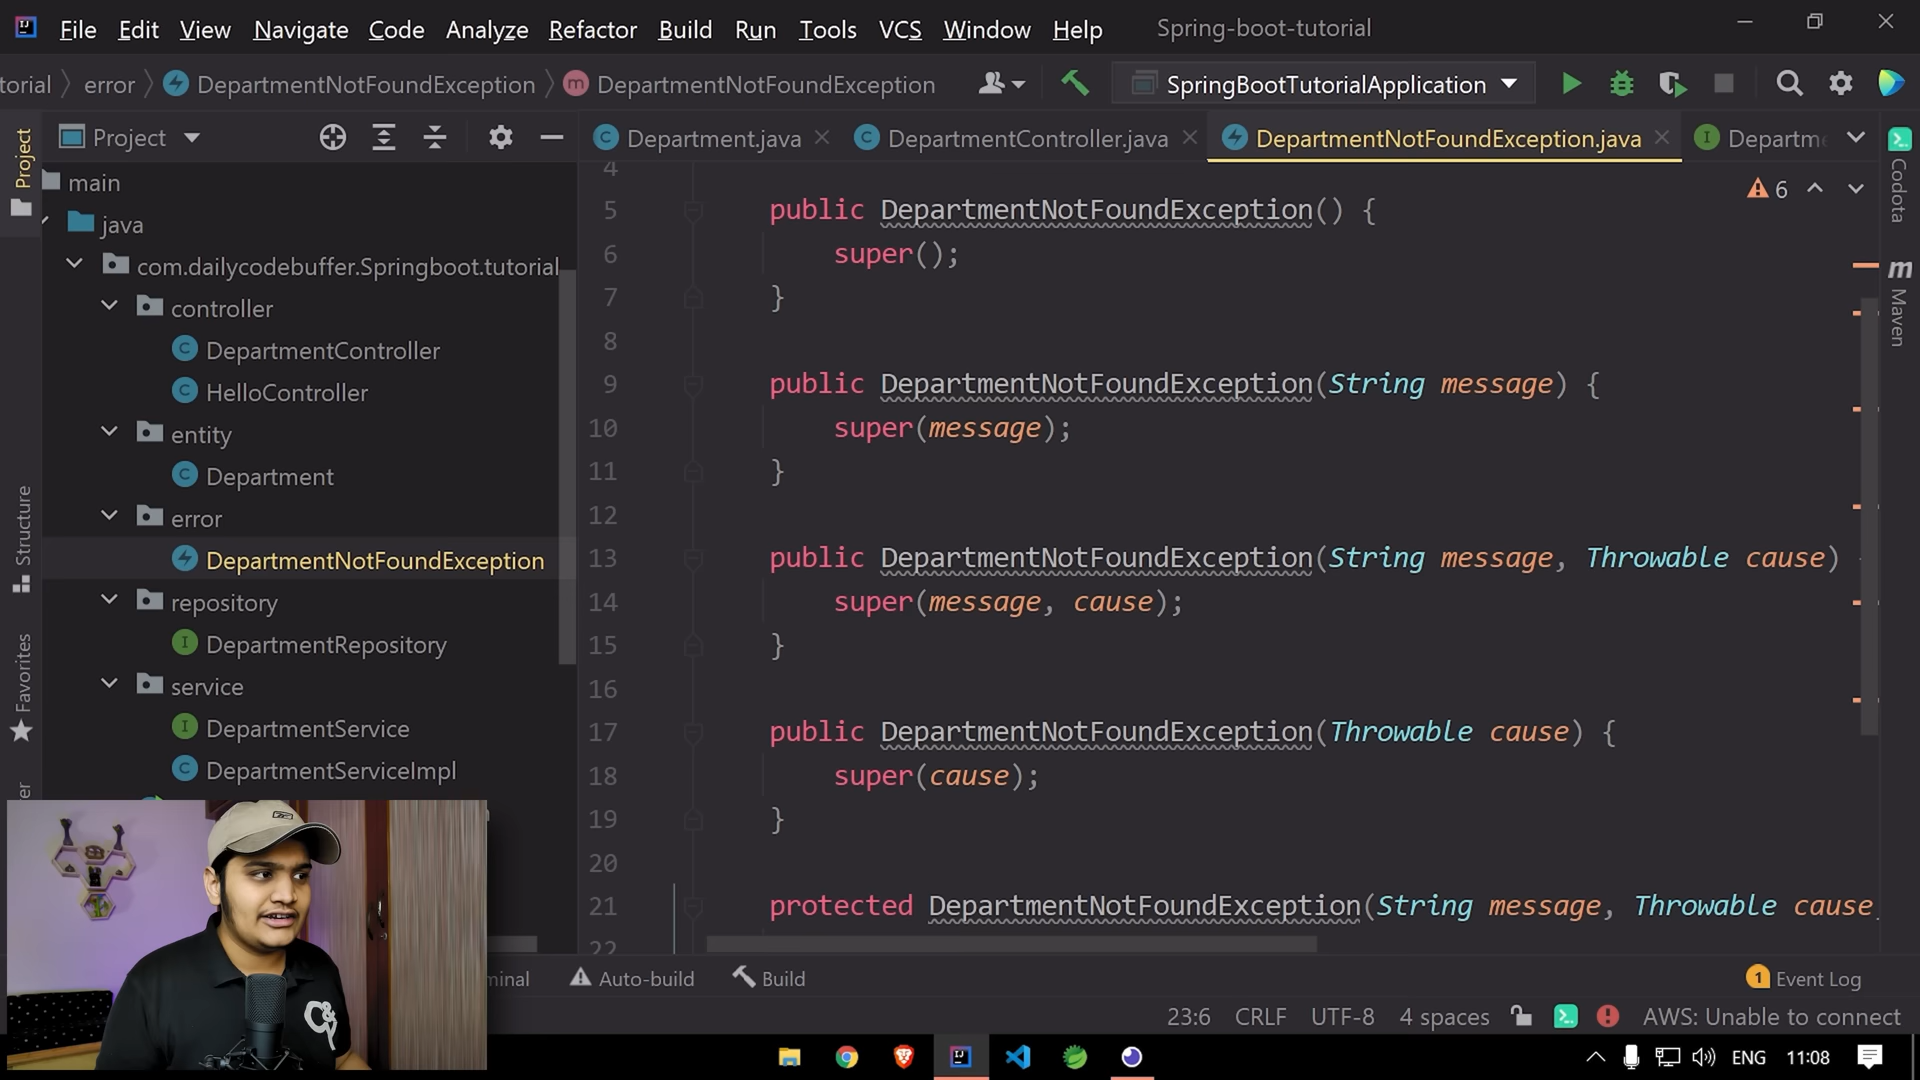 File Edit View Navigate Code Analyze Refactor Build Run Tools VCS Window Help Spring-boot-tutorial
torial error DepartmentNotFoundException m DepartmentNotFoundException SpringBootTutorialApplication
Project Department.java DepartmentController.java DepartmentNotFoundException.java Departme
Project
Structure
Favorites
main
java
com.dailycodebuffer.Springboot.tutorial
controller
C DepartmentController
C HelloController
entity
C Department
error
DepartmentNotFoundException
repository
I DepartmentRepository
service
I DepartmentService
C DepartmentServiceImpl
6
4
5 public DepartmentNotFoundException() {
6 super();
7 }
8
9 public DepartmentNotFoundException(String message) {
10 super(message);
11 }
12
13 public DepartmentNotFoundException(String message, Throwable cause)
14 super(message, cause);
15 }
16
17 public DepartmentNotFoundException(Throwable cause) {
18 super(cause);
19 }
20
21 protected DepartmentNotFoundException(String message, Throwable cause,
22
Codota
m Maven
minal Auto-build Build 1 Event Log
23:6 CRLF UTF-8 4 spaces AWS: Unable to connect
ENG 11:08